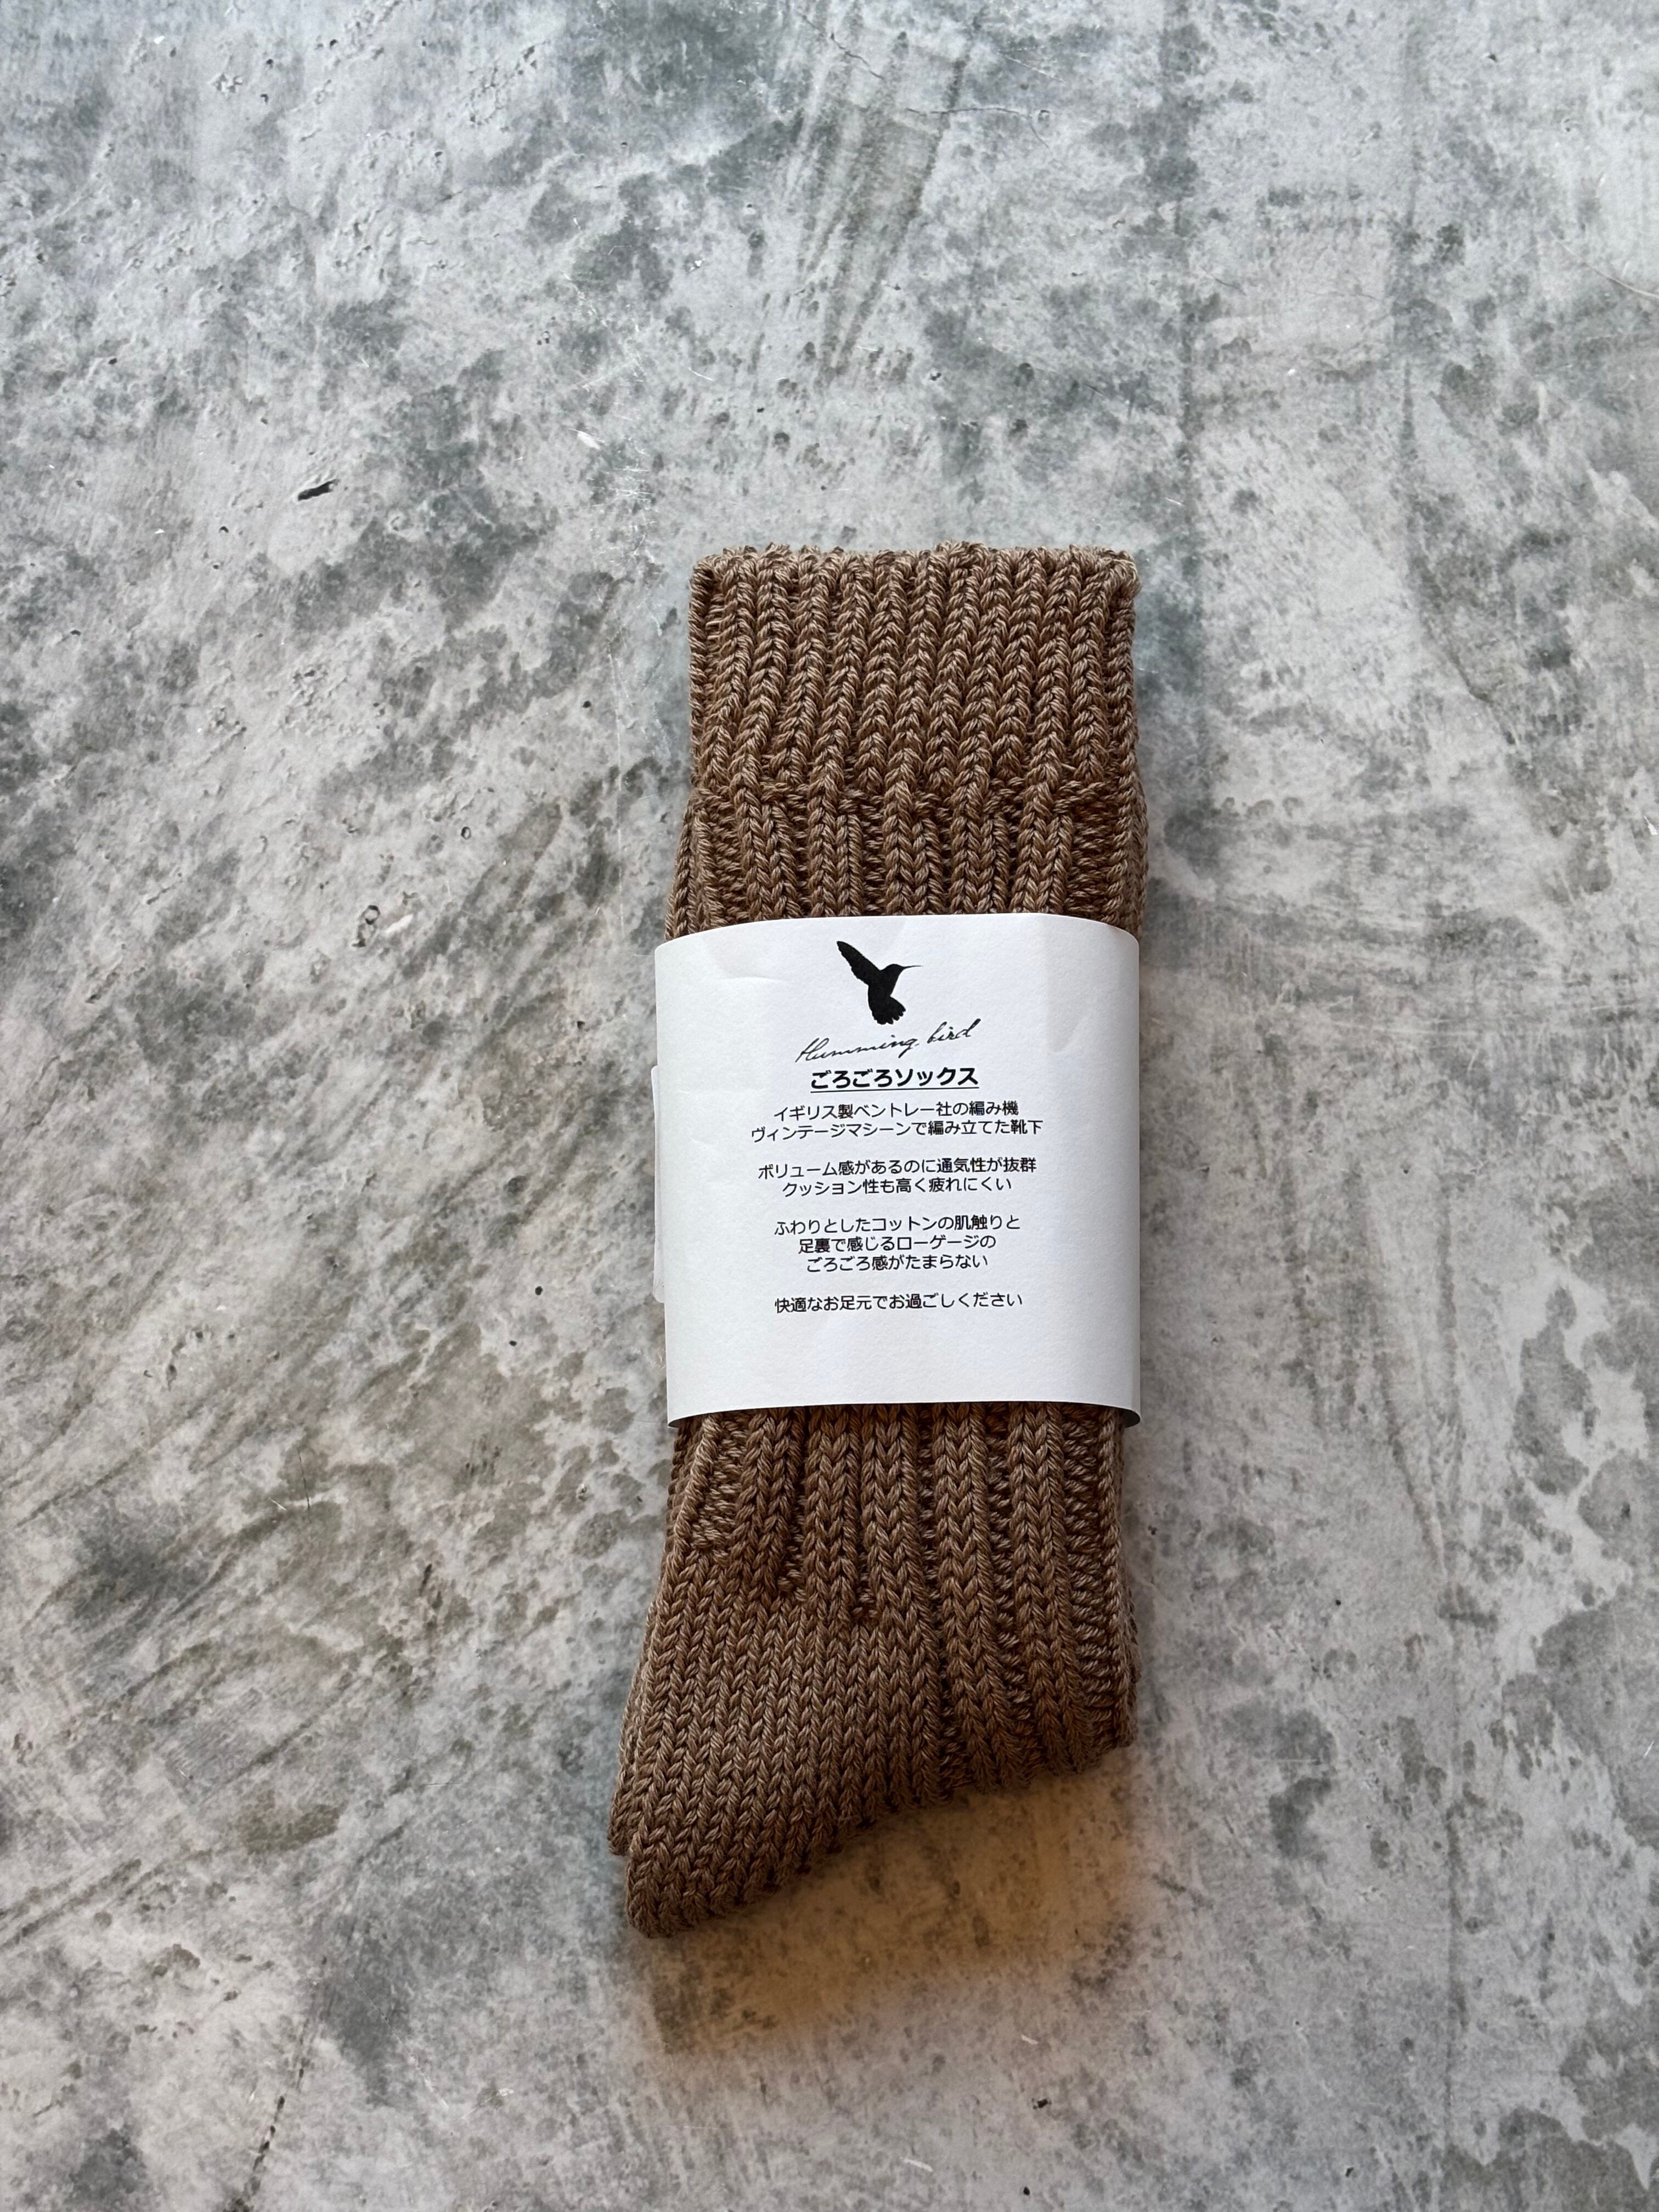 Humming bird
ごろごろソックス
イギリス製ベントレー社の編み機
ヴィンテージマシーンで編み立てた靴下
ボリューム感があるのに通気性が抜群
クッション性も高く疲れにくい
ふわりとしたコットンの肌触りと
足裏で感じるローゲージの
ごろごろ感がたまらない
快適なお足元でお過ごしください